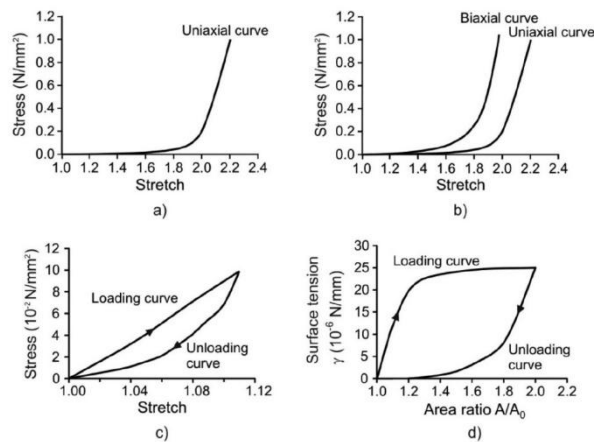 Uniaxial curve
Stress (N/mm²)
1.0
0.8
0.6
0.4
0.2
0.0
1.0 1.2 1.4 1.6 1.8 2.0 2.2 2.4
Stretch
a)
Biaxial curve
Uniaxial curve
Stress (N/mm²)
1.0
0.8
0.6
0.4
0.2
0.0
1.0 1.2 1.4 1.6 1.8 2.0 2.2 2.4
Stretch
b)
Stress (10⁻² N/mm²)
12
10
8
6
4
2
0
Loading curve
Unloading
curve
1.00 1.04 1.08 1.12
Stretch
c)
Surface tension
γ (10⁻⁶ N/mm)
35
30
25
20
15
10
5
0
Loading curve
Unloading
curve
1.0 1.2 1.4 1.6 1.8 2.0 2.2
Area ratio A/A₀
d)